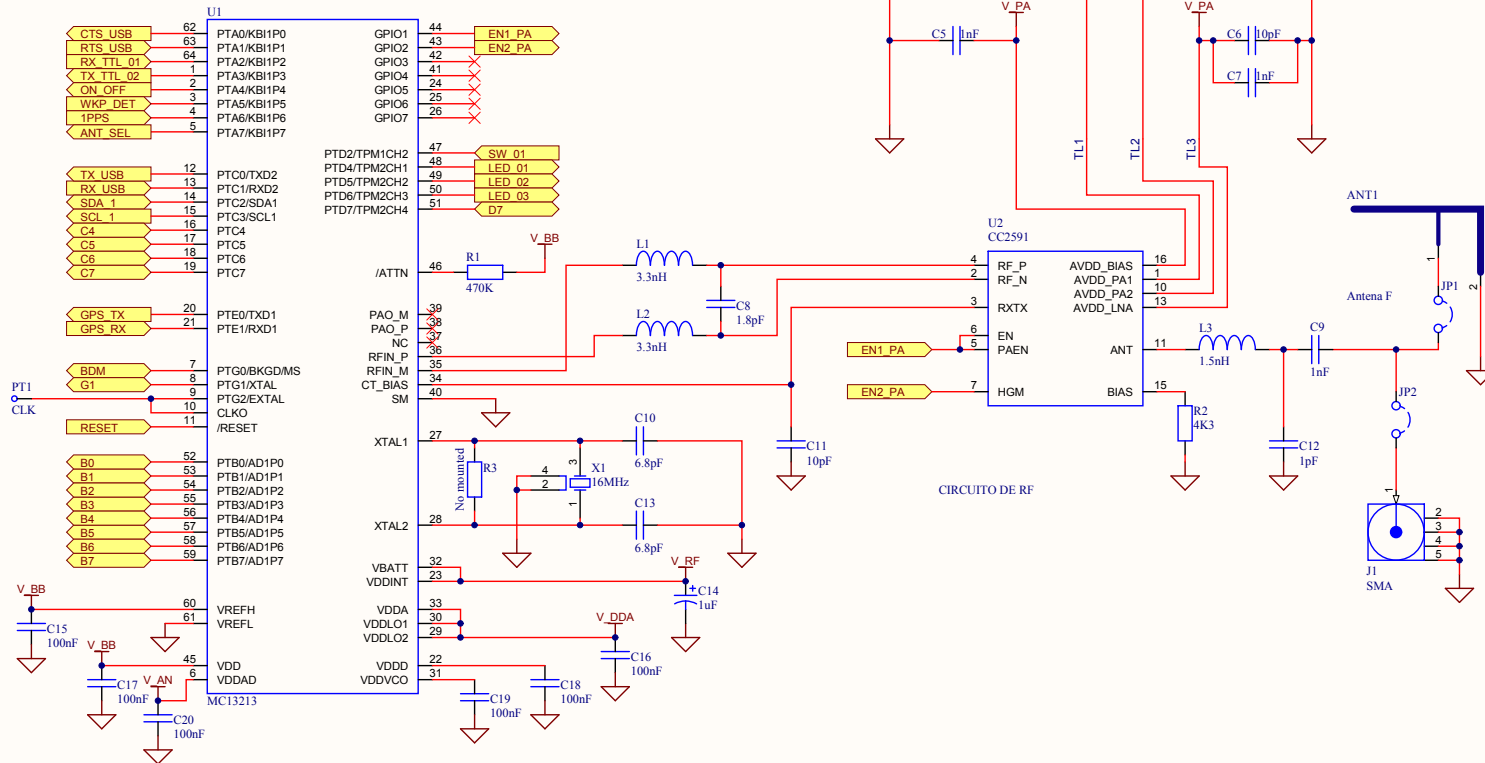 U1
CTS_USB 62 PTA0/KBI1P0
RTS_USB 63 PTA1/KBI1P1
RX_TTL_01 64 PTA2/KBI1P2
TX_TTL_02 1 PTA3/KBI1P3
ON_OFF 2 PTA4/KBI1P4
WKP_DET 3 PTA5/KBI1P5
1PPS 4 PTA6/KBI1P6
ANT_SEL 5 PTA7/KBI1P7
TX_USB 12 PTC0/TXD2
RX_USB 13 PTC1/RXD2
SDA_1 14 PTC2/SDA1
SCL_1 15 PTC3/SCL1
C4 16 PTC4
C5 17 PTC5
C6 18 PTC6
C7 19 PTC7
GPS_TX 20 PTE0/TXD1
GPS_RX 21 PTE1/RXD1
BDM 7 PTG0/BKGD/MS
G1 8 PTG1/XTAL
PT1
CLK
9 PTG2/EXTAL
10 CLKO
RESET 11 /RESET
B0 52 PTB0/AD1P0
B1 53 PTB1/AD1P1
B2 54 PTB2/AD1P2
B3 55 PTB3/AD1P3
B4 56 PTB4/AD1P4
B5 57 PTB5/AD1P5
B6 58 PTB6/AD1P6
B7 59 PTB7/AD1P7
V_BB
60 VREFH
61 VREFL
C15
100nF
V_BB
45 VDD
6 VDDAD
C17
100nF
V_AN
C20
100nF
MC13213
GPIO1 44 EN1_PA
GPIO2 43 EN2_PA
GPIO3 42
GPIO4 41
GPIO5 24
GPIO6 25
GPIO7 26
PTD2/TPM1CH2 47 SW_01
PTD4/TPM2CH1 48 LED_01
PTD5/TPM2CH2 49 LED_02
PTD6/TPM2CH3 50 LED_03
PTD7/TPM2CH4 51 D7
/ATTN 46
R1
470K
V_BB
PAO_M 39
PAO_P 38
NC 37
RFIN_P 36
RFIN_M 35
CT_BIAS 34
SM 40
XTAL1 27
XTAL2 28
R3
No mounted
4
2
3
1
X1
16MHz
C10
6.8pF
C13
6.8pF
VBATT 32
VDDINT 23
V_RF
+
C14
1uF
VDDA 33
VDDLO1 30
VDDLO2 29
V_DDA
C16
100nF
VDDD 22
VDDVCO 31
C18
100nF
C19
100nF
L1
3.3nH
L2
3.3nH
C8
1.8pF
C11
10pF
V_PA
C5 1nF
V_PA
C6 10pF
C7 1nF
TL1
TL2
TL3
U2
CC2591
4 RF_P
2 RF_N
3 RXTX
6 EN
EN1_PA 5 PAEN
EN2_PA 7 HGM
AVDD_BIAS 16
AVDD_PA1 1
AVDD_PA2 10
AVDD_LNA 13
ANT 11
BIAS 15
L3
1.5nH
C9
1nF
R2
4K3
C12
1pF
CIRCUITO DE RF
ANT1
1
2
Antena F
JP1
JP2
1
2
3
4
5
J1
SMA